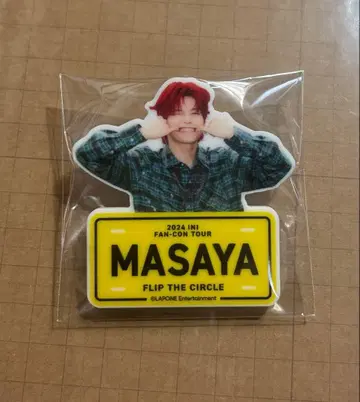 2024 INI
FAN-CON TOUR
MASAYA
FLIP THE CIRCLE
©LAPONE Entertainment